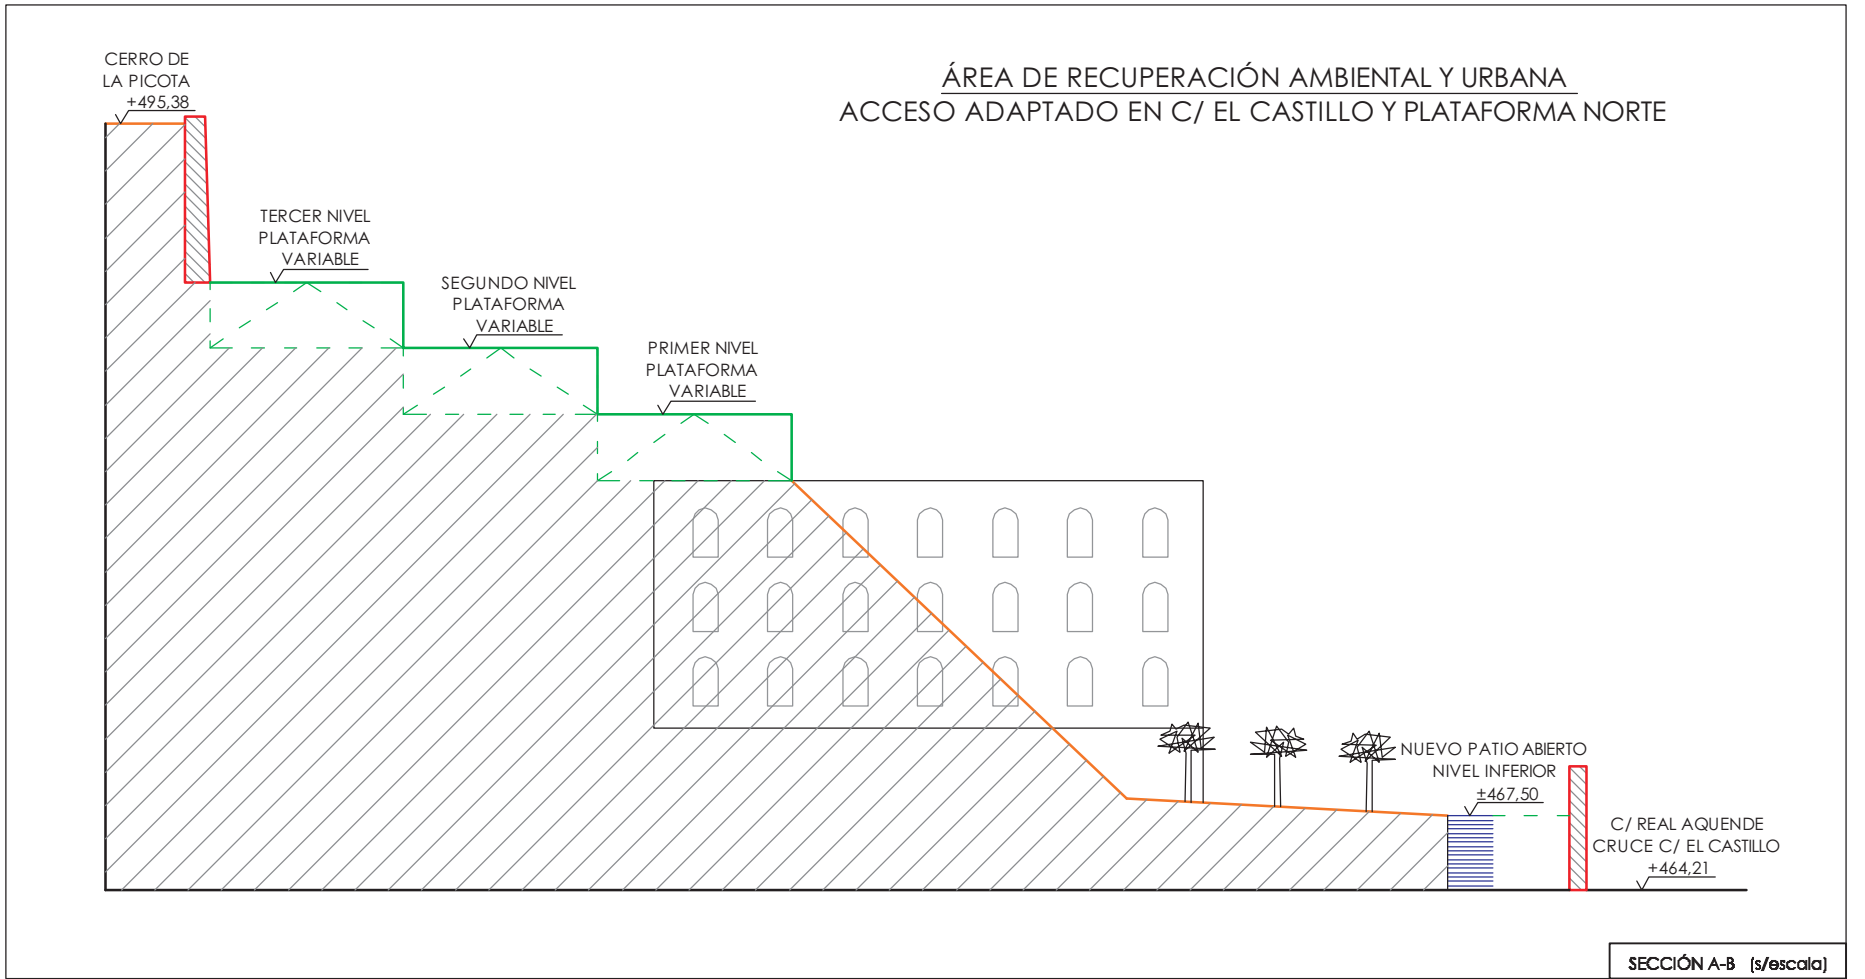 ÁREA DE RECUPERACIÓN AMBIENTAL Y URBANA
ACCESO ADAPTADO EN C/ EL CASTILLO Y PLATAFORMA NORTE
CERRO DE
LA PICOTA
+495,38
TERCER NIVEL
PLATAFORMA
VARIABLE
SEGUNDO NIVEL
PLATAFORMA
VARIABLE
PRIMER NIVEL
PLATAFORMA
VARIABLE
NUEVO PATIO ABIERTO
NIVEL INFERIOR
±467,50
C/ REAL AQUENDE
CRUCE C/ EL CASTILLO
+464,21
SECCIÓN A-B (s/escala)